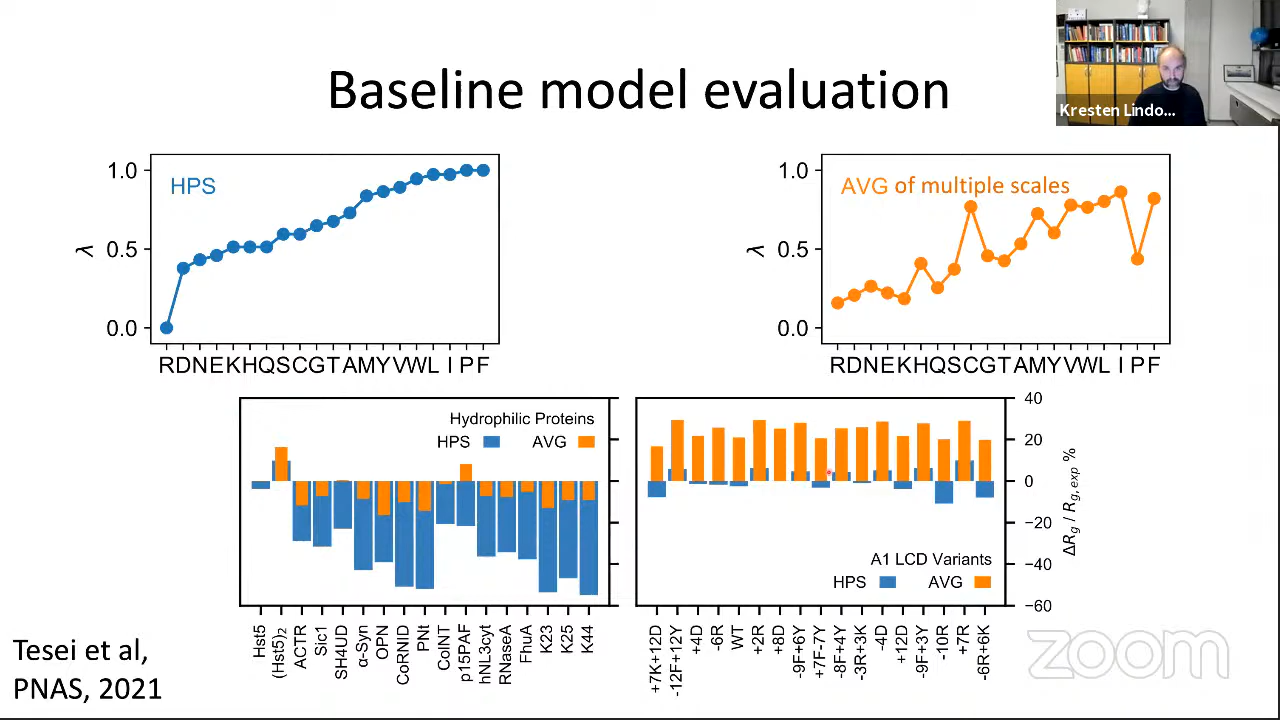 Baseline model evaluation
Kresten Lindo...
1.0
0.5
0.0
λ
HPS
RDNEKHQSCGTAMYVWLIPF
1.0
0.5
0.0
λ
AVG of multiple scales
RDNEKHQSCGTAMYVWLIPF
Hydrophilic Proteins
HPS AVG
Hst5
(Hst5)₂
ACTR
Sic1
SH4UD
α-Syn
OPN
CoRNID
PNt
ColNT
p15PAF
hNL3cyt
RNaseA
FhuA
K23
K25
K44
A1 LCD Variants
HPS AVG
40
20
0
−20
−40
−60
ΔRg / Rg,exp %
+7K+12D
-12F+12Y
+4D
-6R
WT
+2R
+8D
-9F+6Y
+7F-7Y
-8F+4Y
-3R+3K
-4D
+12D
-9F+3Y
-10R
+7R
-6R+6K
Tesei et al,
PNAS, 2021
zoom